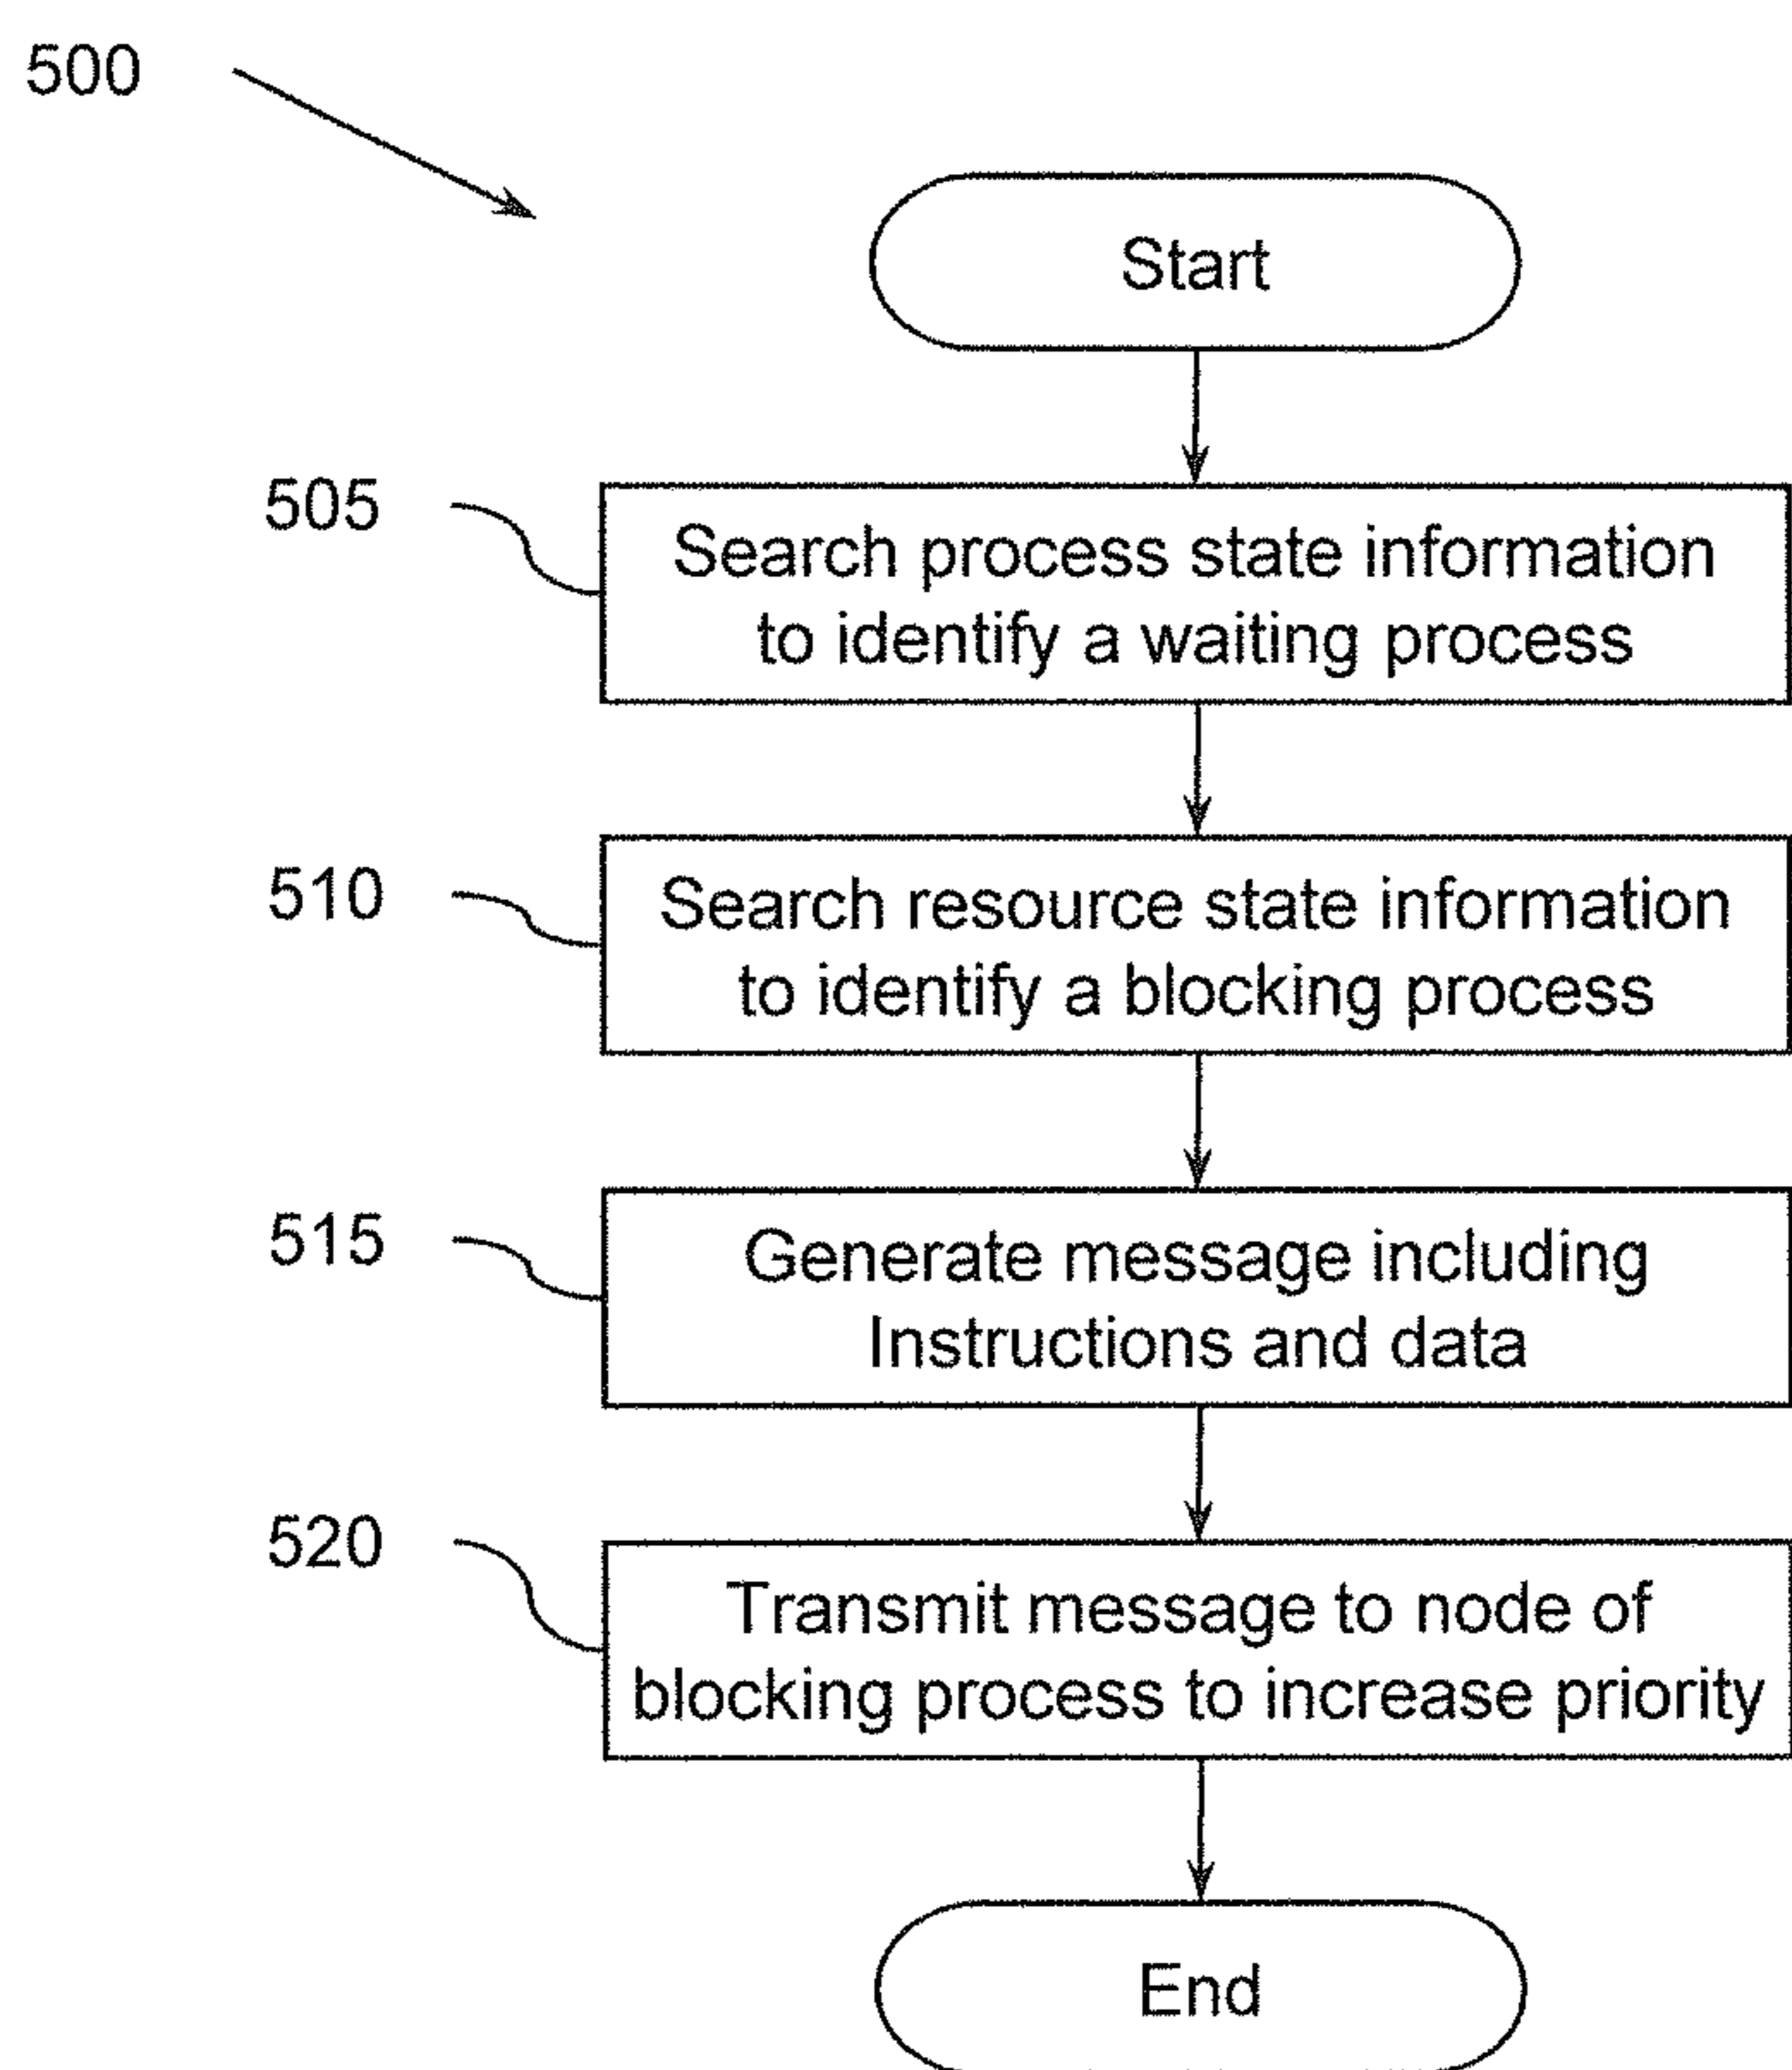 500
Start
505
Search process state information
to identify a waiting process
510
Search resource state information
to identify a blocking process
515
Generate message including
Instructions and data
520
Transmit message to node of
blocking process to increase priority
End